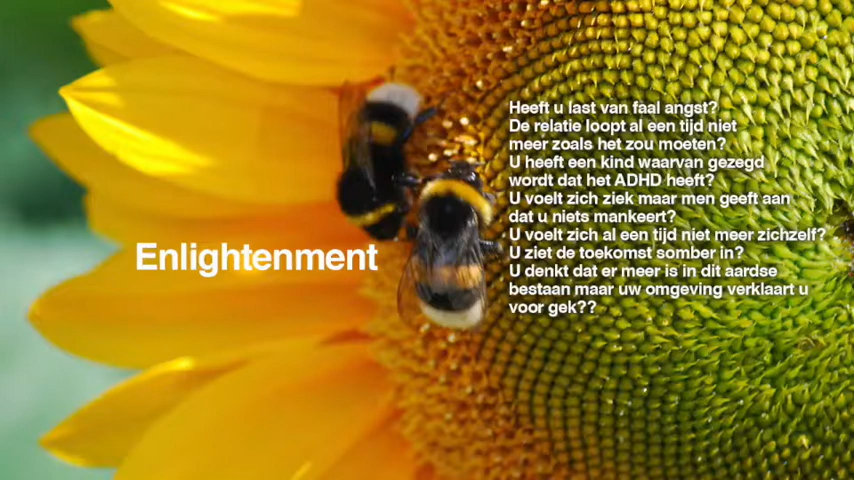 Enlightenment
Heeft u last van faal angst?
De relatie loopt al een tijd niet
meer zoals het zou moeten?
U heeft een kind waarvan gezegd
wordt dat het ADHD heeft?
U voelt zich ziek maar men geeft aan
dat u niets mankeert?
U voelt zich al een tijd niet meer zichzelf?
U ziet de toekomst somber in?
U denkt dat er meer is in dit aardse
bestaan maar uw omgeving verklaart u
voor gek??